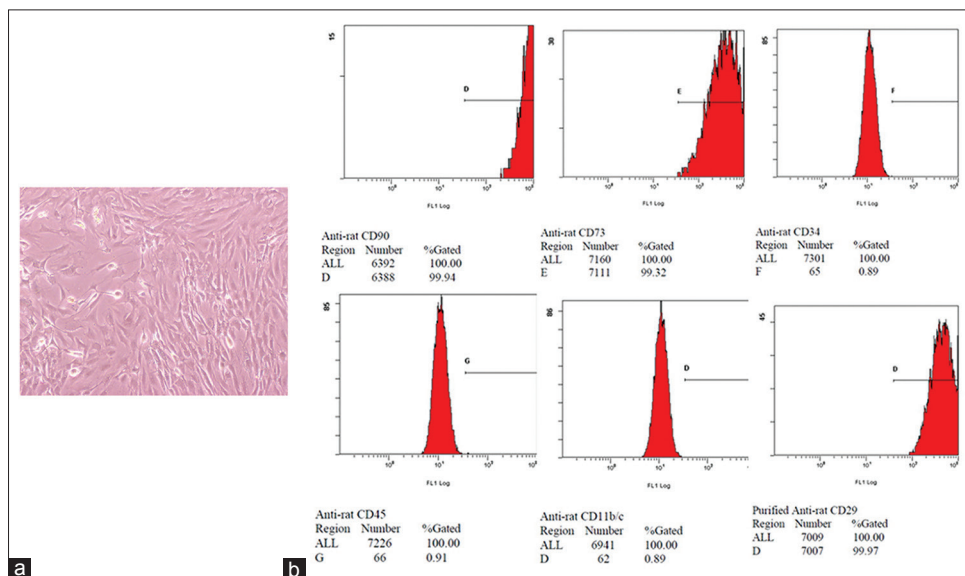 15
D
10⁰ 10¹ 10³
FL1 Log
Anti-rat CD90
Region Number %Gated
ALL 6392 100.00
D 6388 99.94
30
E
10⁰ 10¹
FL1 Log
Anti-rat CD73
Region Number %Gated
ALL 7160 100.00
E 7111 99.32
85
F
FL1 Log
Anti-rat CD34
Region Number %Gated
ALL 7301 100.00
F 65 0.89
85
G
FL1 Log
Anti-rat CD45
Region Number %Gated
ALL 7226 100.00
G 66 0.91
86
D
FL1 Log
Anti-rat CD11b/c
Region Number %Gated
ALL 6941 100.00
D 62 0.89
45
D
FL1 Log
Purified Anti-rat CD29
Region Number %Gated
ALL 7009 100.00
D 7007 99.97
a
b